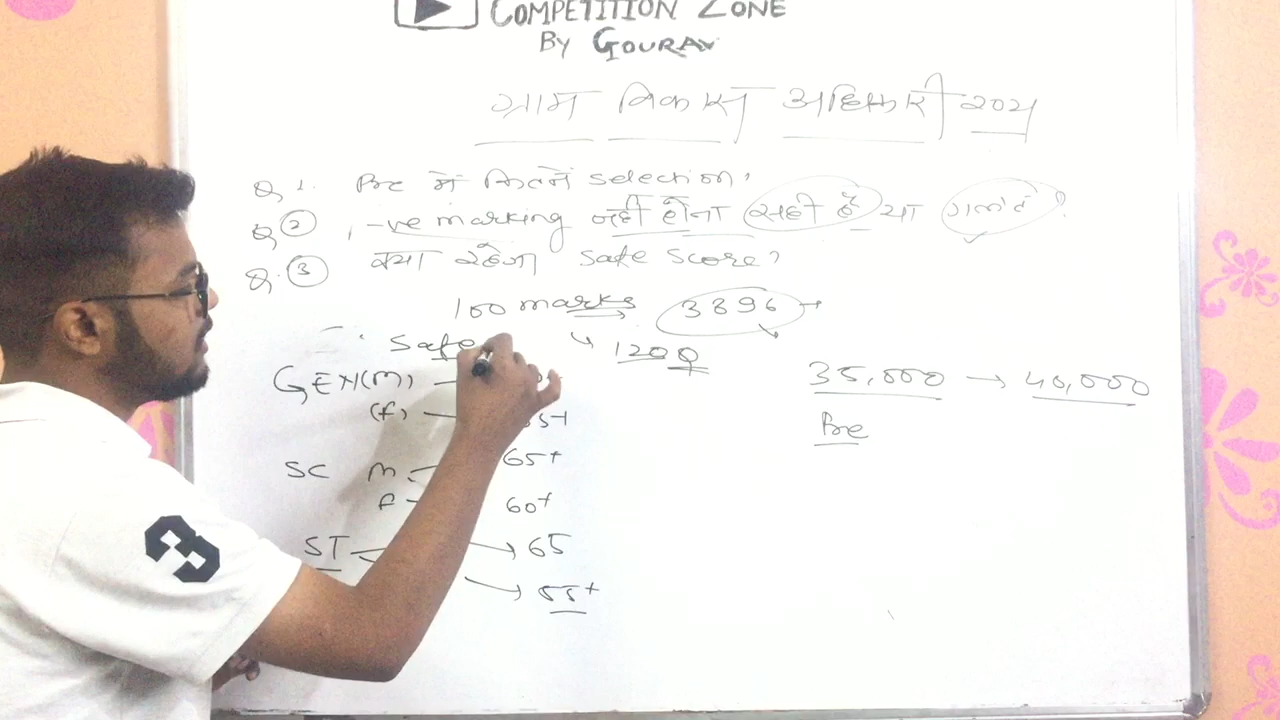 COMPETITION ZONE
BY GOURAV
ग्राम विकास अधिकारी 2021
Q 1. Pre में कितने selection?
Q 2 -ve marking नहीं होना सही है या गलत ?
Q. 3 क्या रहेगा safe score?
100 marks 3896 →
Safe ↳ 1200
GEN(M) — 35,000 → 40,000
(f) — Pre
SC M. 65+
f 60+
ST → 65
→ 55+
3